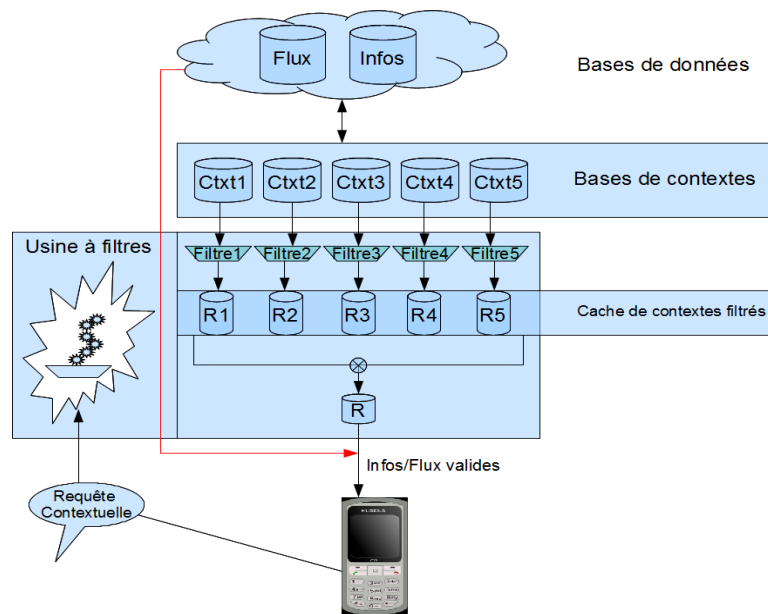 Flux
Infos
Bases de données
Ctxt1
Ctxt2
Ctxt3
Ctxt4
Ctxt5
Bases de contextes
Usine à filtres
Filtre1
Filtre2
Filtre3
Filtre4
Filtre5
R1
R2
R3
R4
R5
Cache de contextes filtrés
R
Infos/Flux valides
Requête
Contextuelle